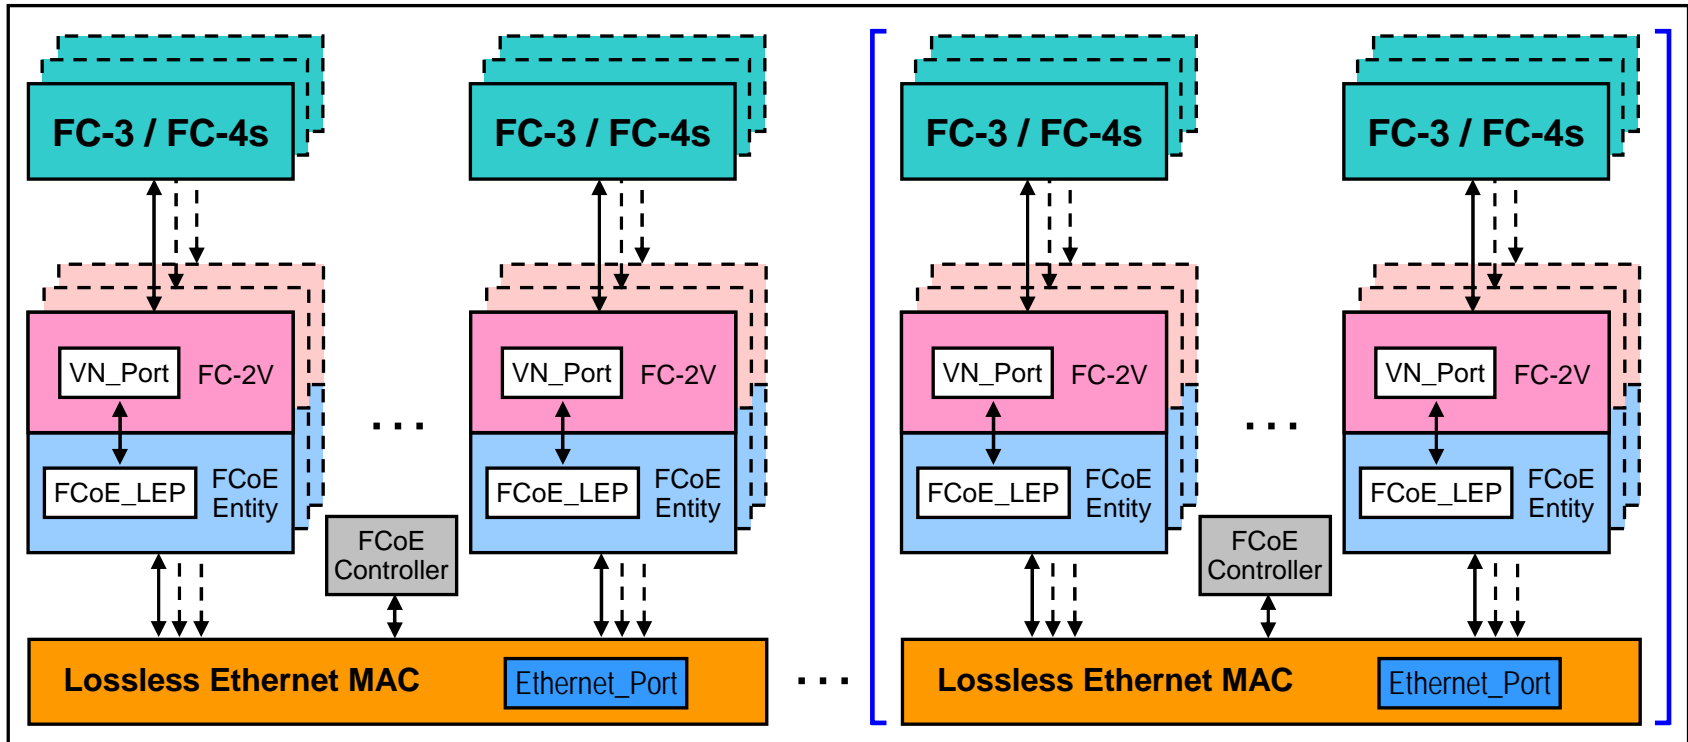 FC-3 / FC-4s
FC-3 / FC-4s
FC-3 / FC-4s
FC-3 / FC-4s
VN_Port
FC-2V
VN_Port
FC-2V
VN_Port
FC-2V
VN_Port
FC-2V
...
...
FCoE_LEP
FCoE
Entity
FCoE_LEP
FCoE
Entity
FCoE_LEP
FCoE
Entity
FCoE_LEP
FCoE
Entity
FCoE
Controller
FCoE
Controller
Lossless Ethernet MAC
Ethernet_Port
...
Lossless Ethernet MAC
Ethernet_Port